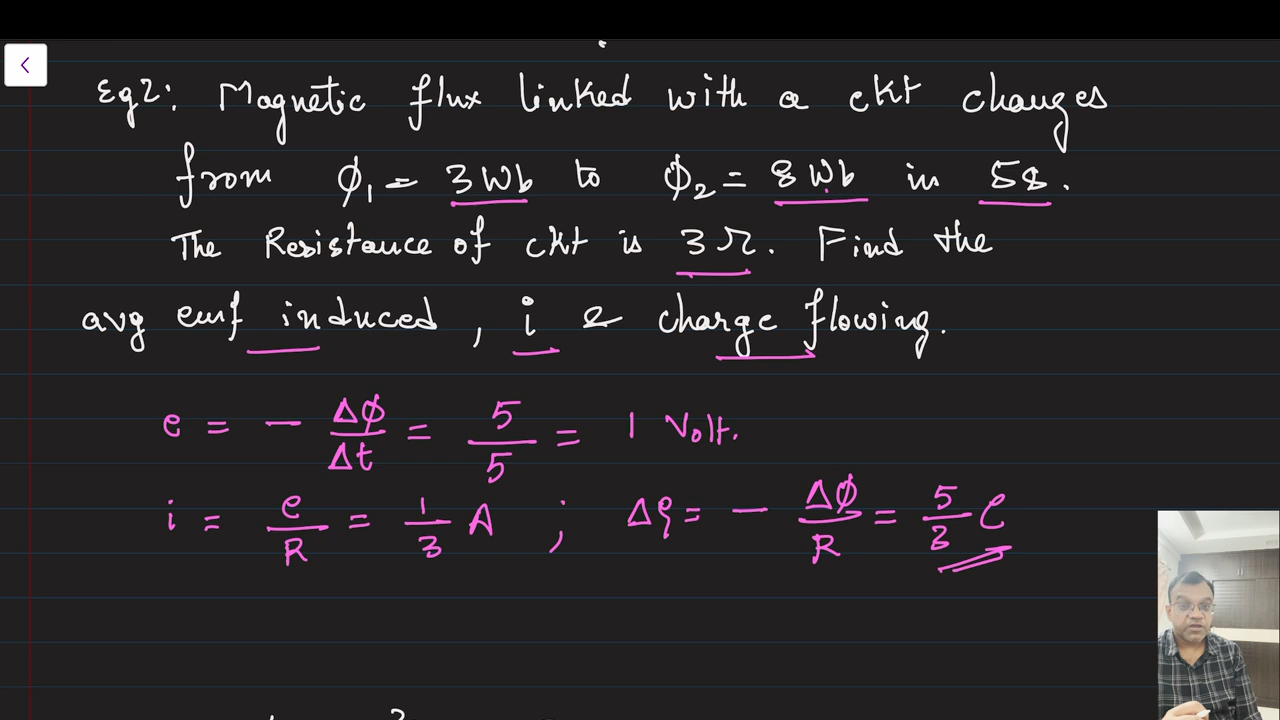 Eg2: Magnetic flux linked with a ckt changes
from ϕ₁ = 3Wb to ϕ₂ = 8Wb in 5s.
The Resistance of ckt is 3Ω. Find the
avg emf induced, i & charge flowing.
e = - Δϕ/Δt = 5/5 = 1 Volt.
i = e/R = 1/3 A ; Δq = - Δϕ/R = 5/3 C